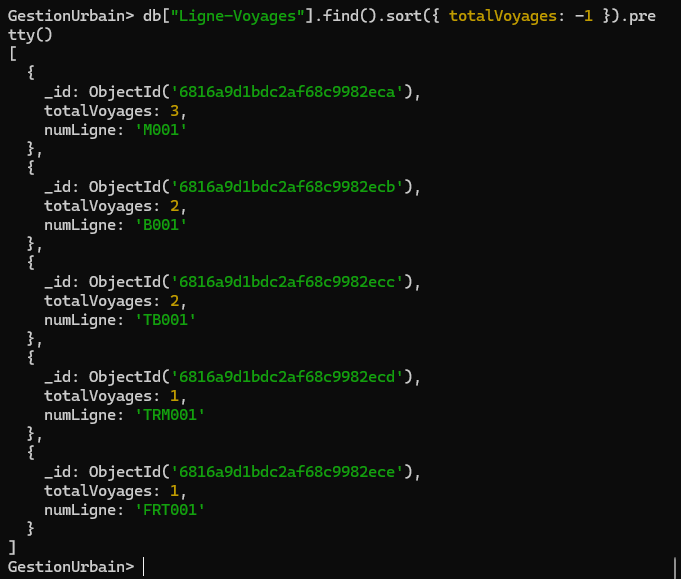 GestionUrbain> db["Ligne-Voyages"].find().sort({ totalVoyages: -1 }).pre
tty()
[
  {
    _id: ObjectId('6816a9d1bdc2af68c9982eca'),
    totalVoyages: 3,
    numLigne: 'M001'
  },
  {
    _id: ObjectId('6816a9d1bdc2af68c9982ecb'),
    totalVoyages: 2,
    numLigne: 'B001'
  },
  {
    _id: ObjectId('6816a9d1bdc2af68c9982ecc'),
    totalVoyages: 2,
    numLigne: 'TB001'
  },
  {
    _id: ObjectId('6816a9d1bdc2af68c9982ecd'),
    totalVoyages: 1,
    numLigne: 'TRM001'
  },
  {
    _id: ObjectId('6816a9d1bdc2af68c9982ece'),
    totalVoyages: 1,
    numLigne: 'FRT001'
  }
]
GestionUrbain>